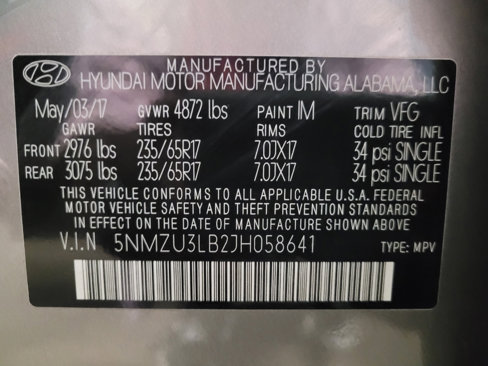 MANUFACTURED BY
HYUNDAI MOTOR MANUFACTURING ALABAMA, LLC
May/03/17 GVWR 4872 lbs PAINT IM TRIM VFG
GAWR TIRES RIMS COLD TIRE INFL
FRONT 2976 lbs 235/65R17 7.0JX17 34 psi SINGLE
REAR 3075 lbs 235/65R17 7.0JX17 34 psi SINGLE
THIS VEHICLE CONFORMS TO ALL APPLICABLE U.S.A. FEDERAL
MOTOR VEHICLE SAFETY AND THEFT PREVENTION STANDARDS
IN EFFECT ON THE DATE OF MANUFACTURE SHOWN ABOVE.
V.I.N 5NMZU3LB2JH058641 TYPE: MPV